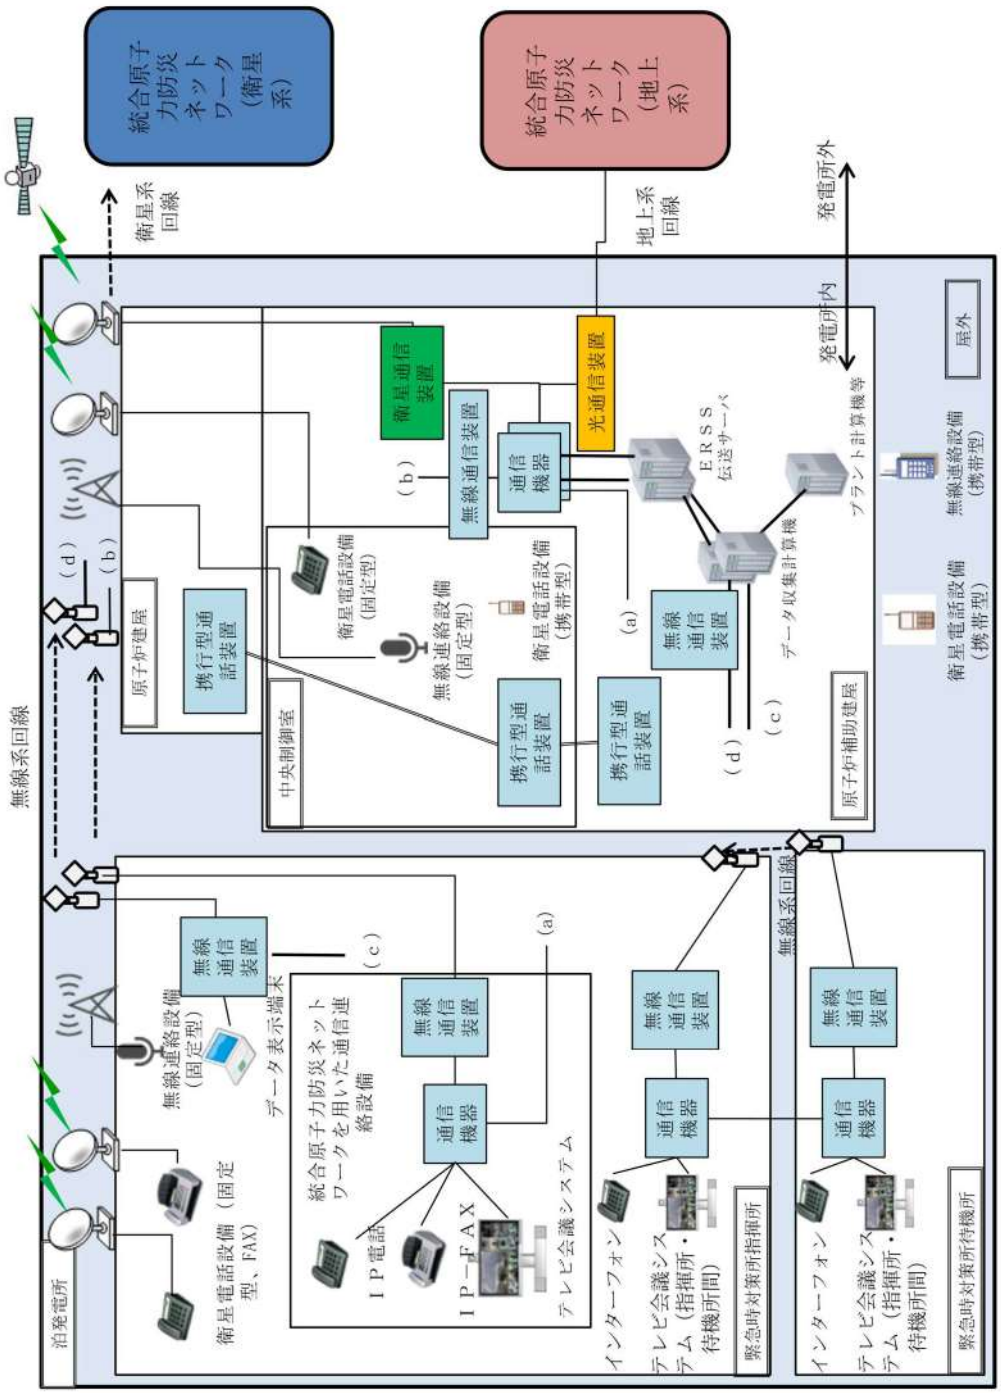 泊発電所
衛星電話設備(固定
型、FAX)
無線連絡設備
(固定型)
データ表示端末
無線
通信
装置
(c)
統合原子力防災ネット
ワークを用いた通信連
絡設備
IP電話
IP-FAX
テレビ会議システム
通信
機器
無線
通信装置
(a)
インターフォン
テレビ会議シス
テム(指揮所・
待機所間)
通信
機器
無線
通信
装置
緊急時対策所指揮所
インターフォン
テレビ会議シス
テム(指揮所・
待機所間)
通信
機器
無線
通信
装置
緊急時対策所待機所
無線系回線
無線系回線
(d)
(b)
原子炉建屋
携行型通
話装置
中央制御室
衛星電話設備
(固定型)
無線連絡設備
(固定型)
衛星電話設備
(携帯型)
携行型通
話装置
携行型通
話装置
(b)
無線通信装置
通信
機器
衛星通信
装置
光通信装置
(a)
ERSS
伝送サーバ
無線
通信
装置
データ収集計算機
プラント計算機等
(d)
(c)
原子炉補助建屋
衛星電話設備
(携帯型)
無線連絡設備
(携帯型)
屋外
発電所内
発電所外
衛星系
回線
地上系
回線
統合原子
力防災
ネット
ワーク
(衛星
系)
統合原子
力防災
ネット
ワーク
(地上
系)